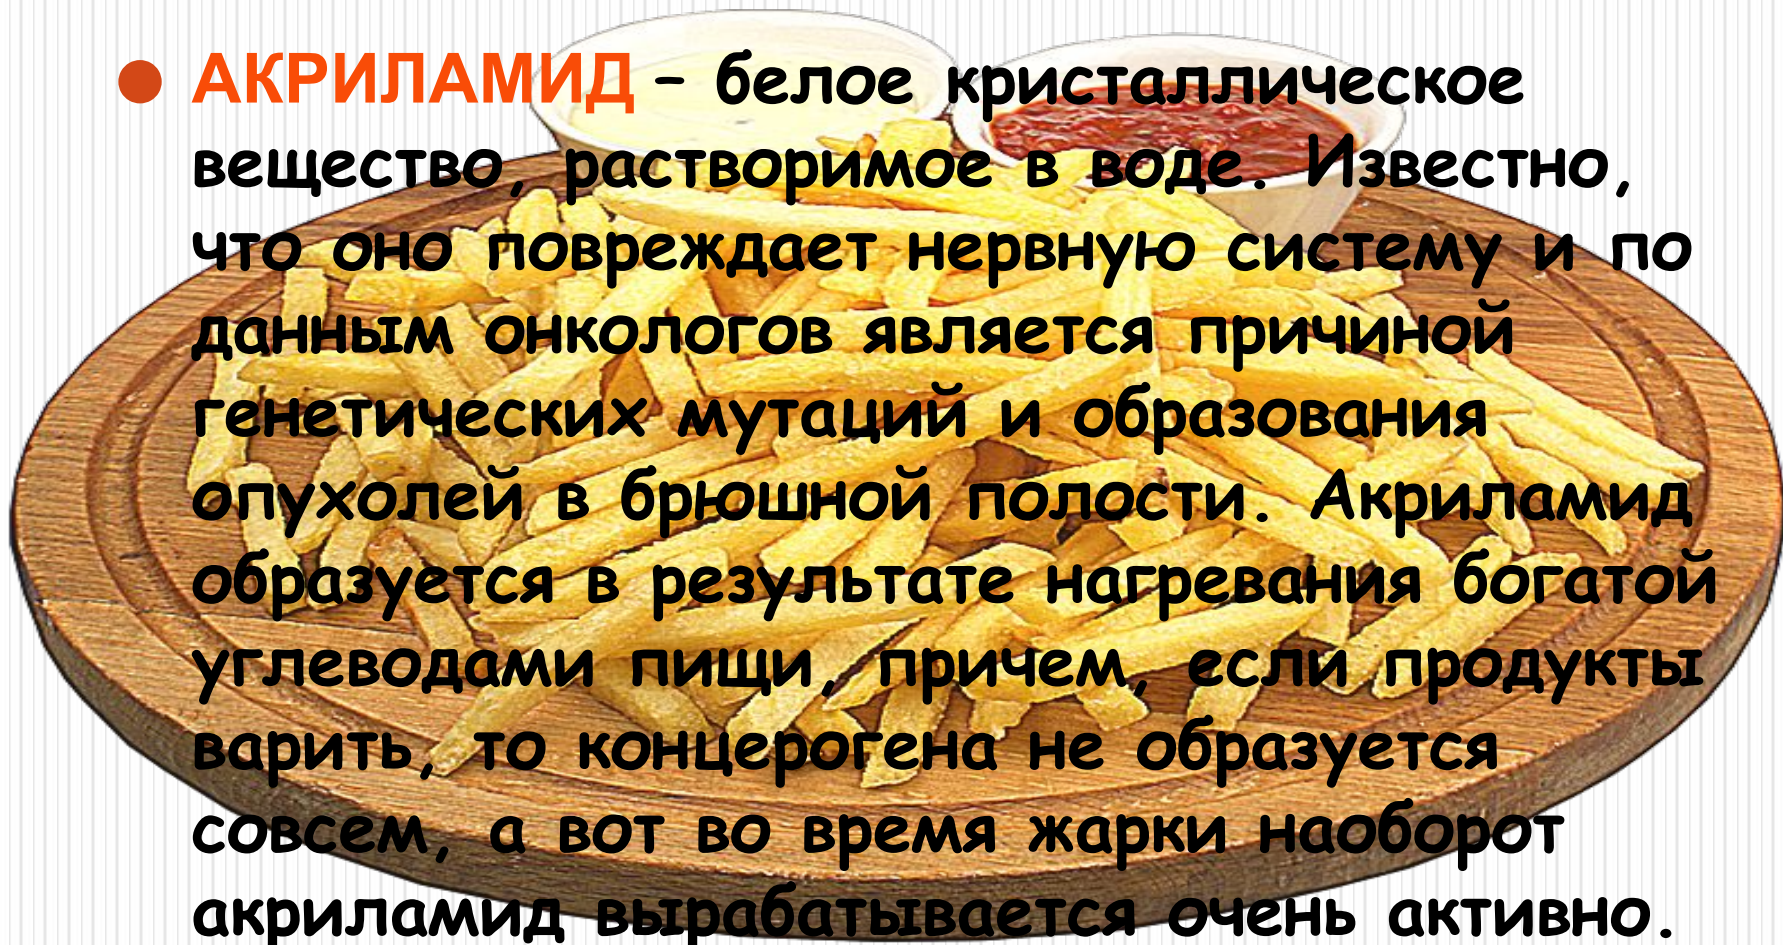 АКРИЛАМИД – белое кристаллическое
вещество, растворимое в воде. Известно,
что оно повреждает нервную систему и по
данным онкологов является причиной
генетических мутаций и образования
опухолей в брюшной полости. Акриламид
образуется в результате нагревания богатой
углеводами пищи, причем, если продукты
варить, то концерогена не образуется
совсем, а вот во время жарки наоборот
акриламид вырабатывается очень активно.